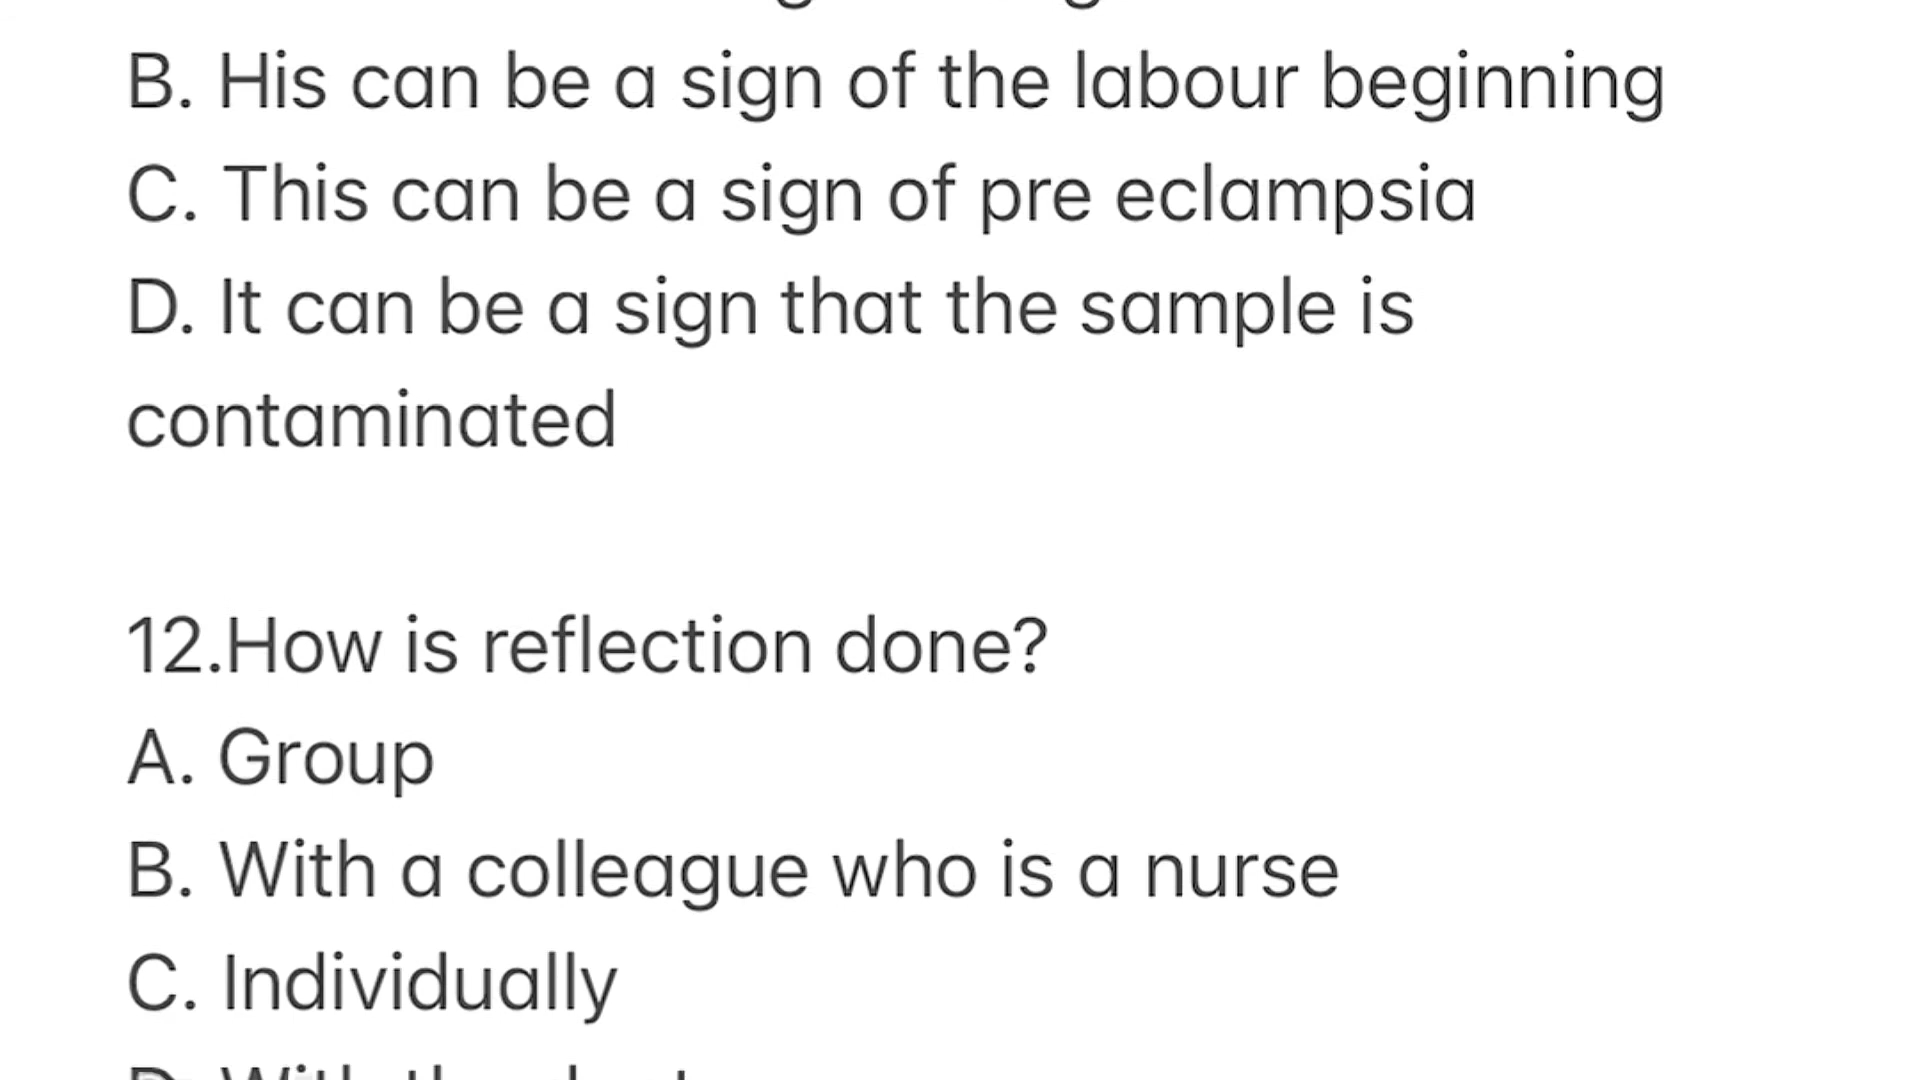 B. His can be a sign of the labour beginning
C. This can be a sign of pre eclampsia
D. It can be a sign that the sample is
contaminated
12.How is reflection done?
A. Group
B. With a colleague who is a nurse
C. Individually